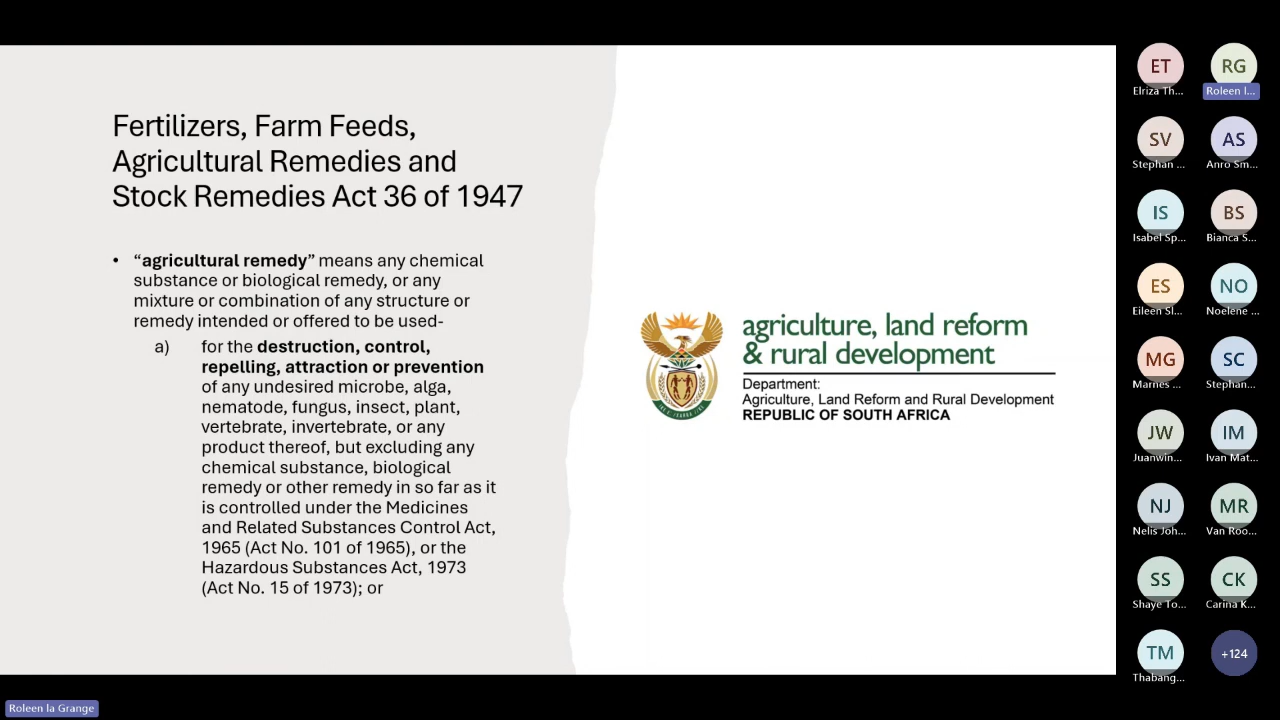 Fertilizers, Farm Feeds,
Agricultural Remedies and
Stock Remedies Act 36 of 1947
• “agricultural remedy” means any chemical
substance or biological remedy, or any
mixture or combination of any structure or
remedy intended or offered to be used-
a) for the destruction, control,
repelling, attraction or prevention
of any undesired microbe, alga,
nematode, fungus, insect, plant,
vertebrate, invertebrate, or any
product thereof, but excluding any
chemical substance, biological
remedy or other remedy in so far as it
is controlled under the Medicines
and Related Substances Control Act,
1965 (Act No. 101 of 1965), or the
Hazardous Substances Act, 1973
(Act No. 15 of 1973); or
agriculture, land reform
& rural development
Department:
Agriculture, Land Reform and Rural Development
REPUBLIC OF SOUTH AFRICA
ET
Elriza Th...
RG
Roleen l...
SV
Stephan ...
AS
Anro Sm...
IS
Isabel Sp...
BS
Bianca S...
ES
Eileen Sl...
NO
Noelene ...
MG
Marnes ...
SC
Stephan...
JW
Juanwin...
IM
Ivan Mat...
NJ
Nelis Joh...
MR
Van Roo...
SS
Shaye To...
CK
Carina K...
TM
Thabang...
+124
Roleen la Grange